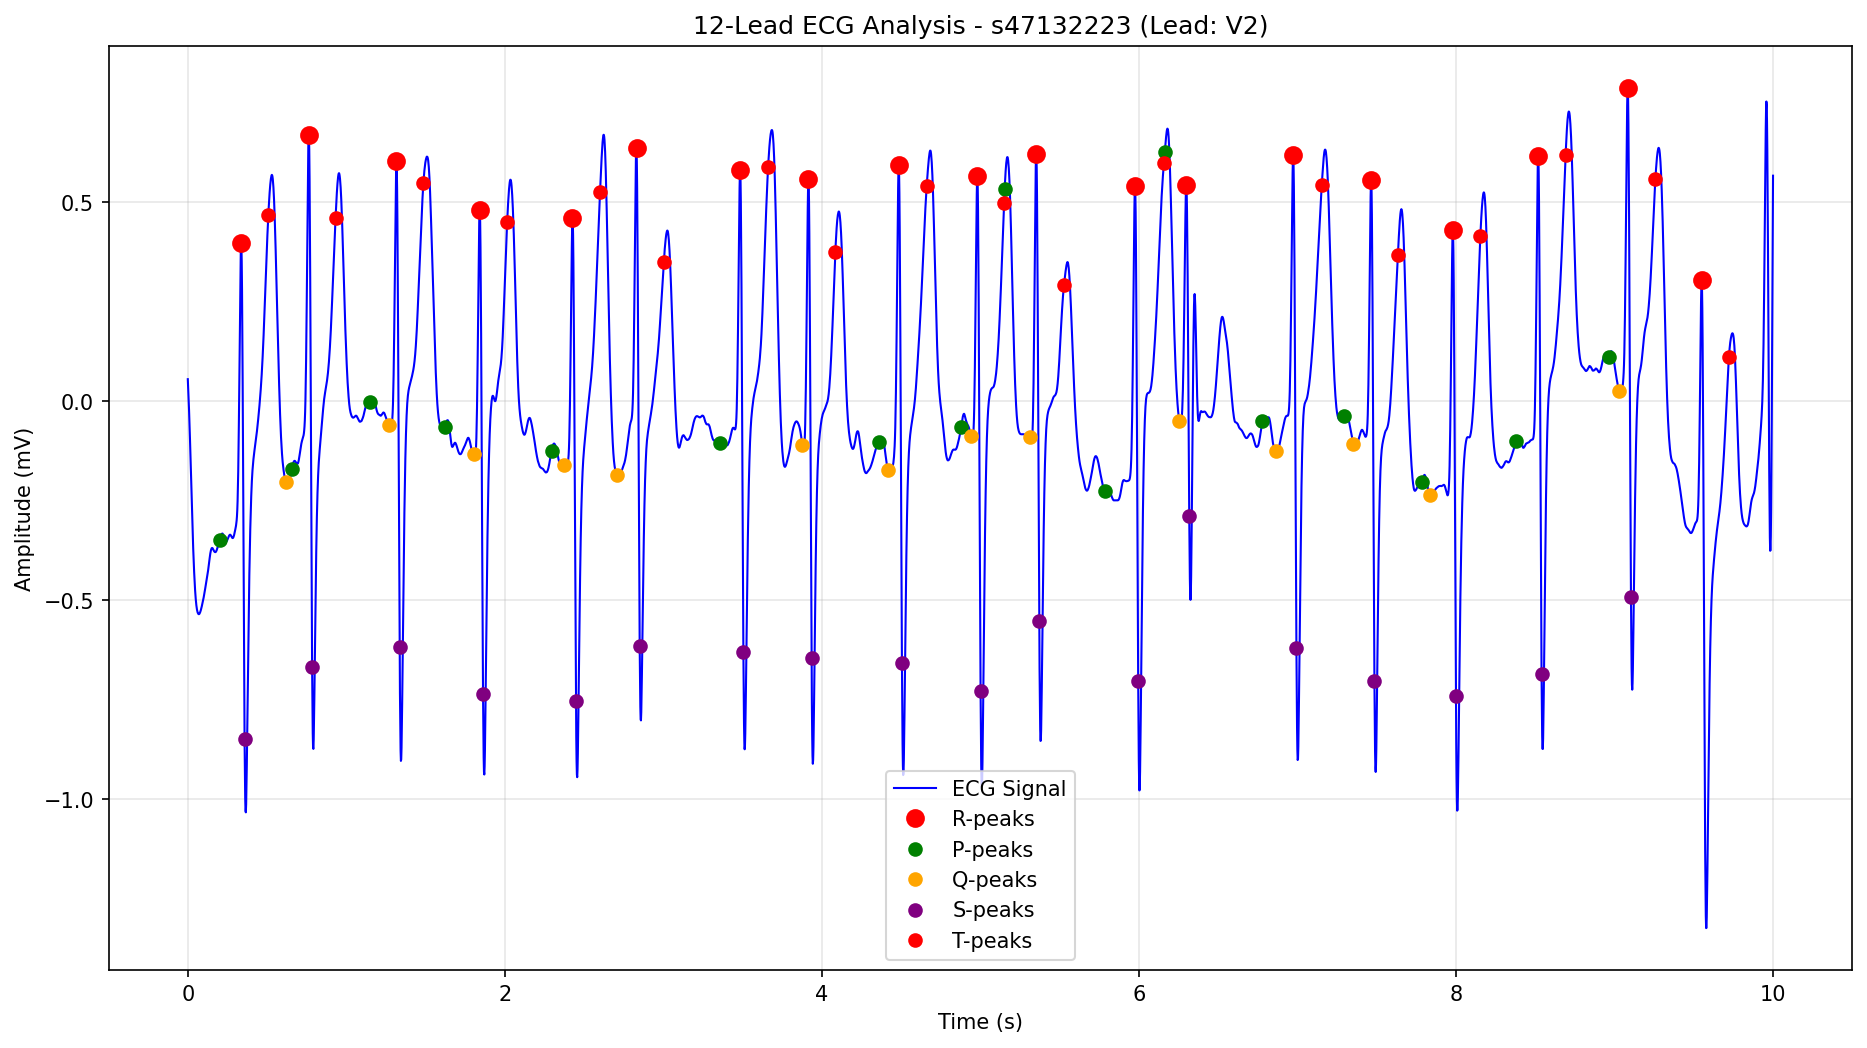 12-Lead ECG Analysis - s47132223 (Lead: V2)
Amplitude (mV)
0.5
0.0
−0.5
−1.0
ECG Signal
R-peaks
P-peaks
Q-peaks
S-peaks
T-peaks
0 2 4 6 8 10
Time (s)